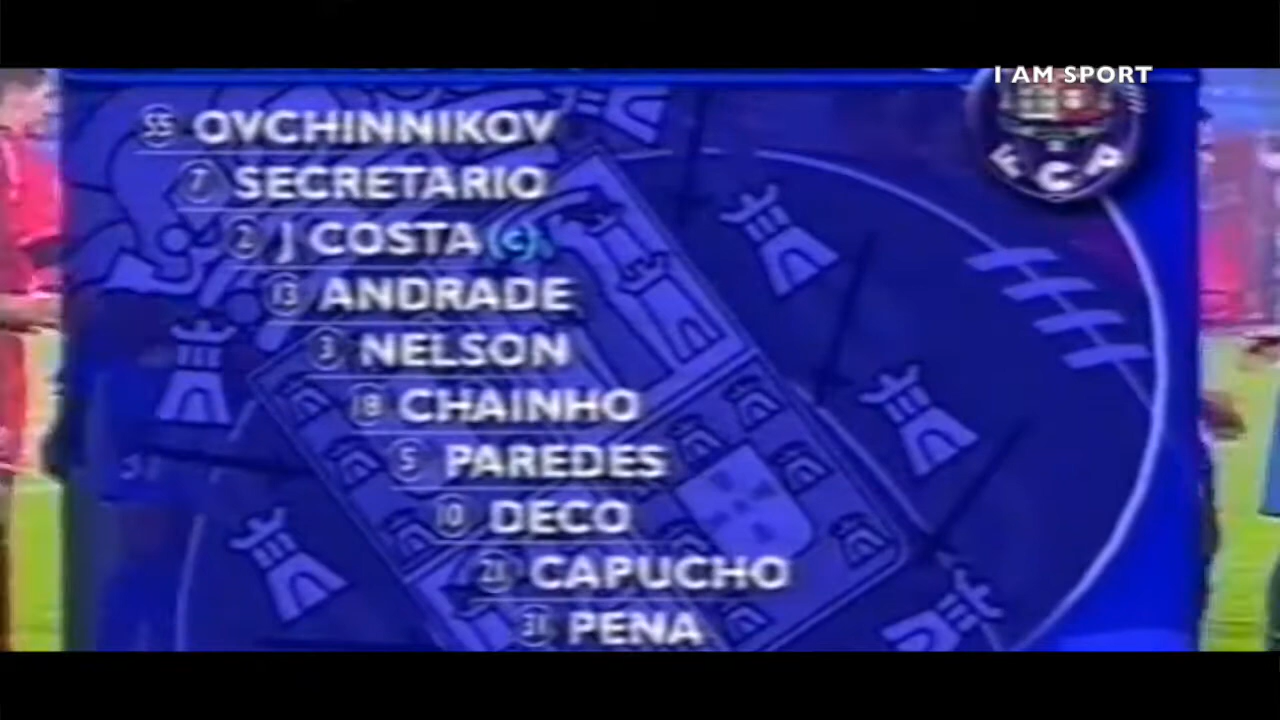 I AM SPORT
FCP
55 OVCHINNIKOV
7 SECRETARIO
2 J COSTA (c)
13 ANDRADE
3 NELSON
18 CHAINHO
5 PAREDES
10 DECO
21 CAPUCHO
31 PENA